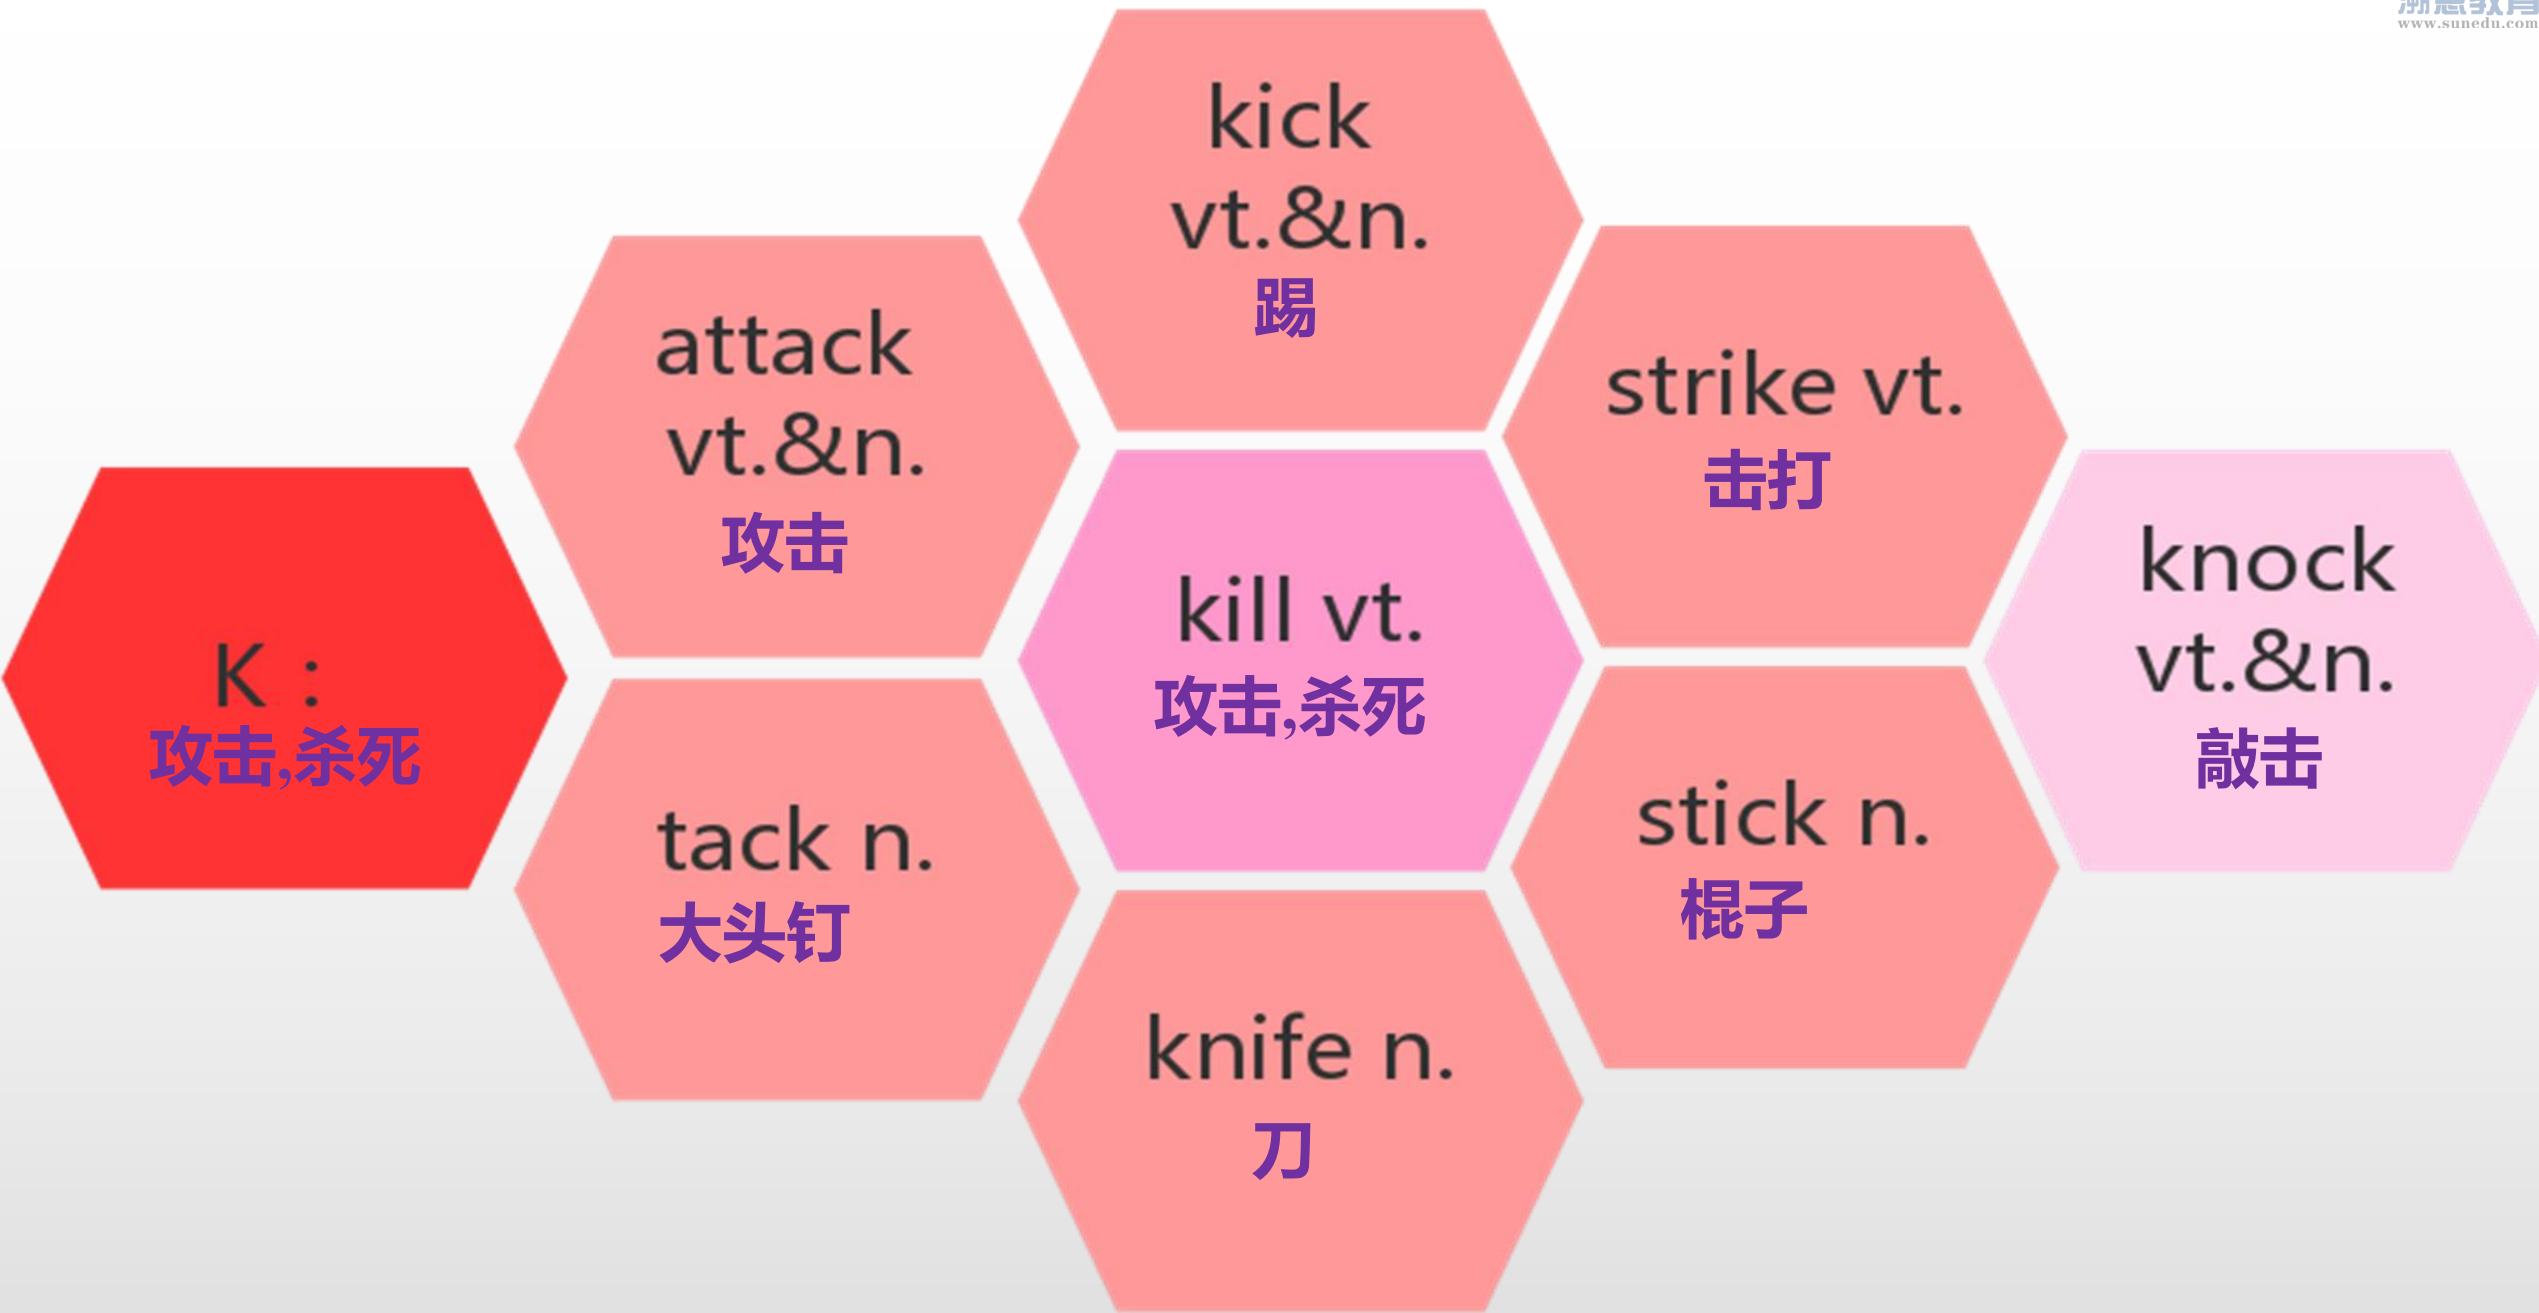 www.sunedu.com
kick
vt.&n.
踢
attack
vt.&n.
攻击
strike vt.
击打
K：
攻击,杀死
kill vt.
攻击,杀死
knock
vt.&n.
敲击
tack n.
大头钉
stick n.
棍子
knife n.
刀